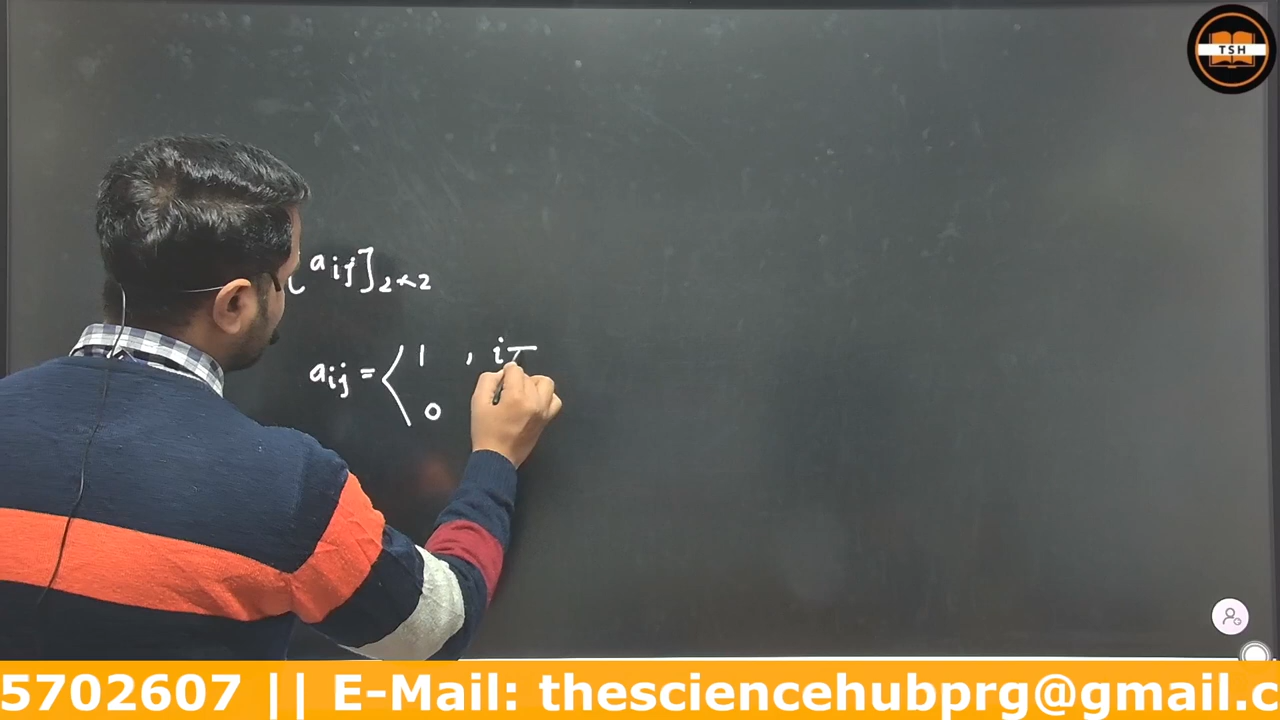 TSH
[aij]2×2
aij = < 1 , i
0
5702607 || E-Mail: thesciencehubprg@gmail.c